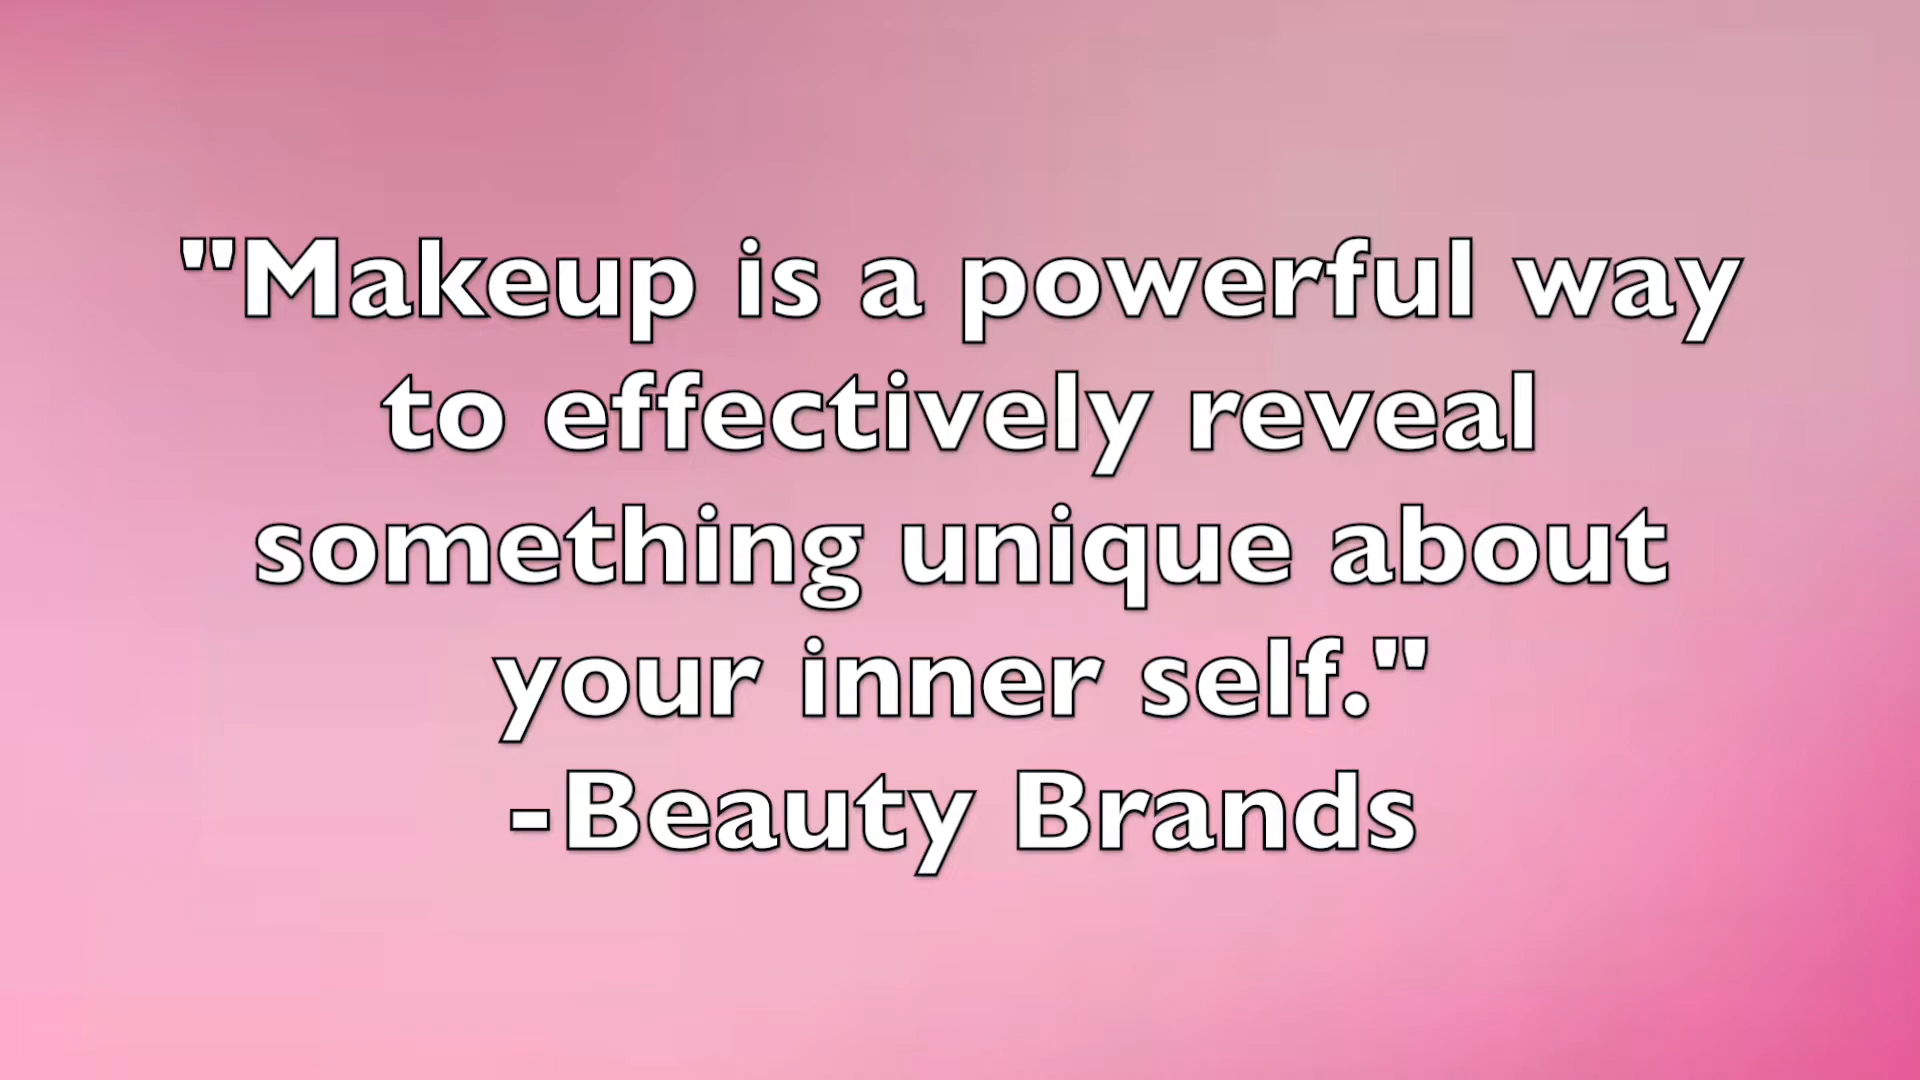 "Makeup is a powerful way
to effectively reveal
something unique about
your inner self."
-Beauty Brands